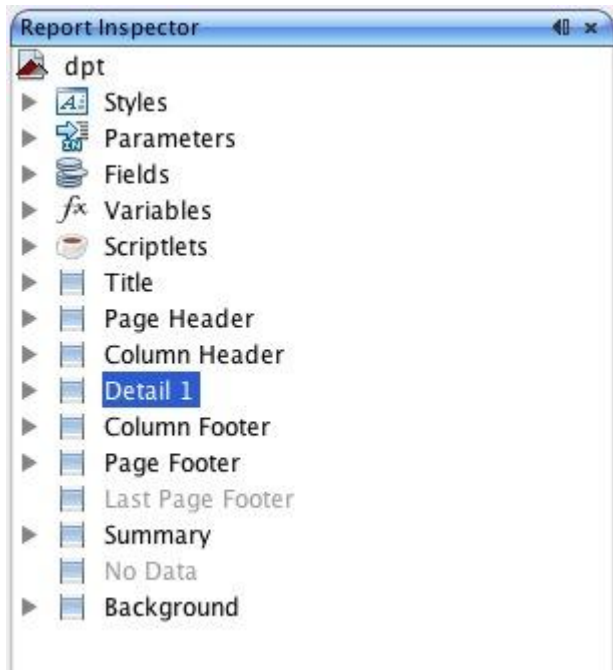 Report Inspector
dpt
Styles
Parameters
Fields
Variables
Scriptlets
Title
Page Header
Column Header
Detail 1
Column Footer
Page Footer
Last Page Footer
Summary
No Data
Background